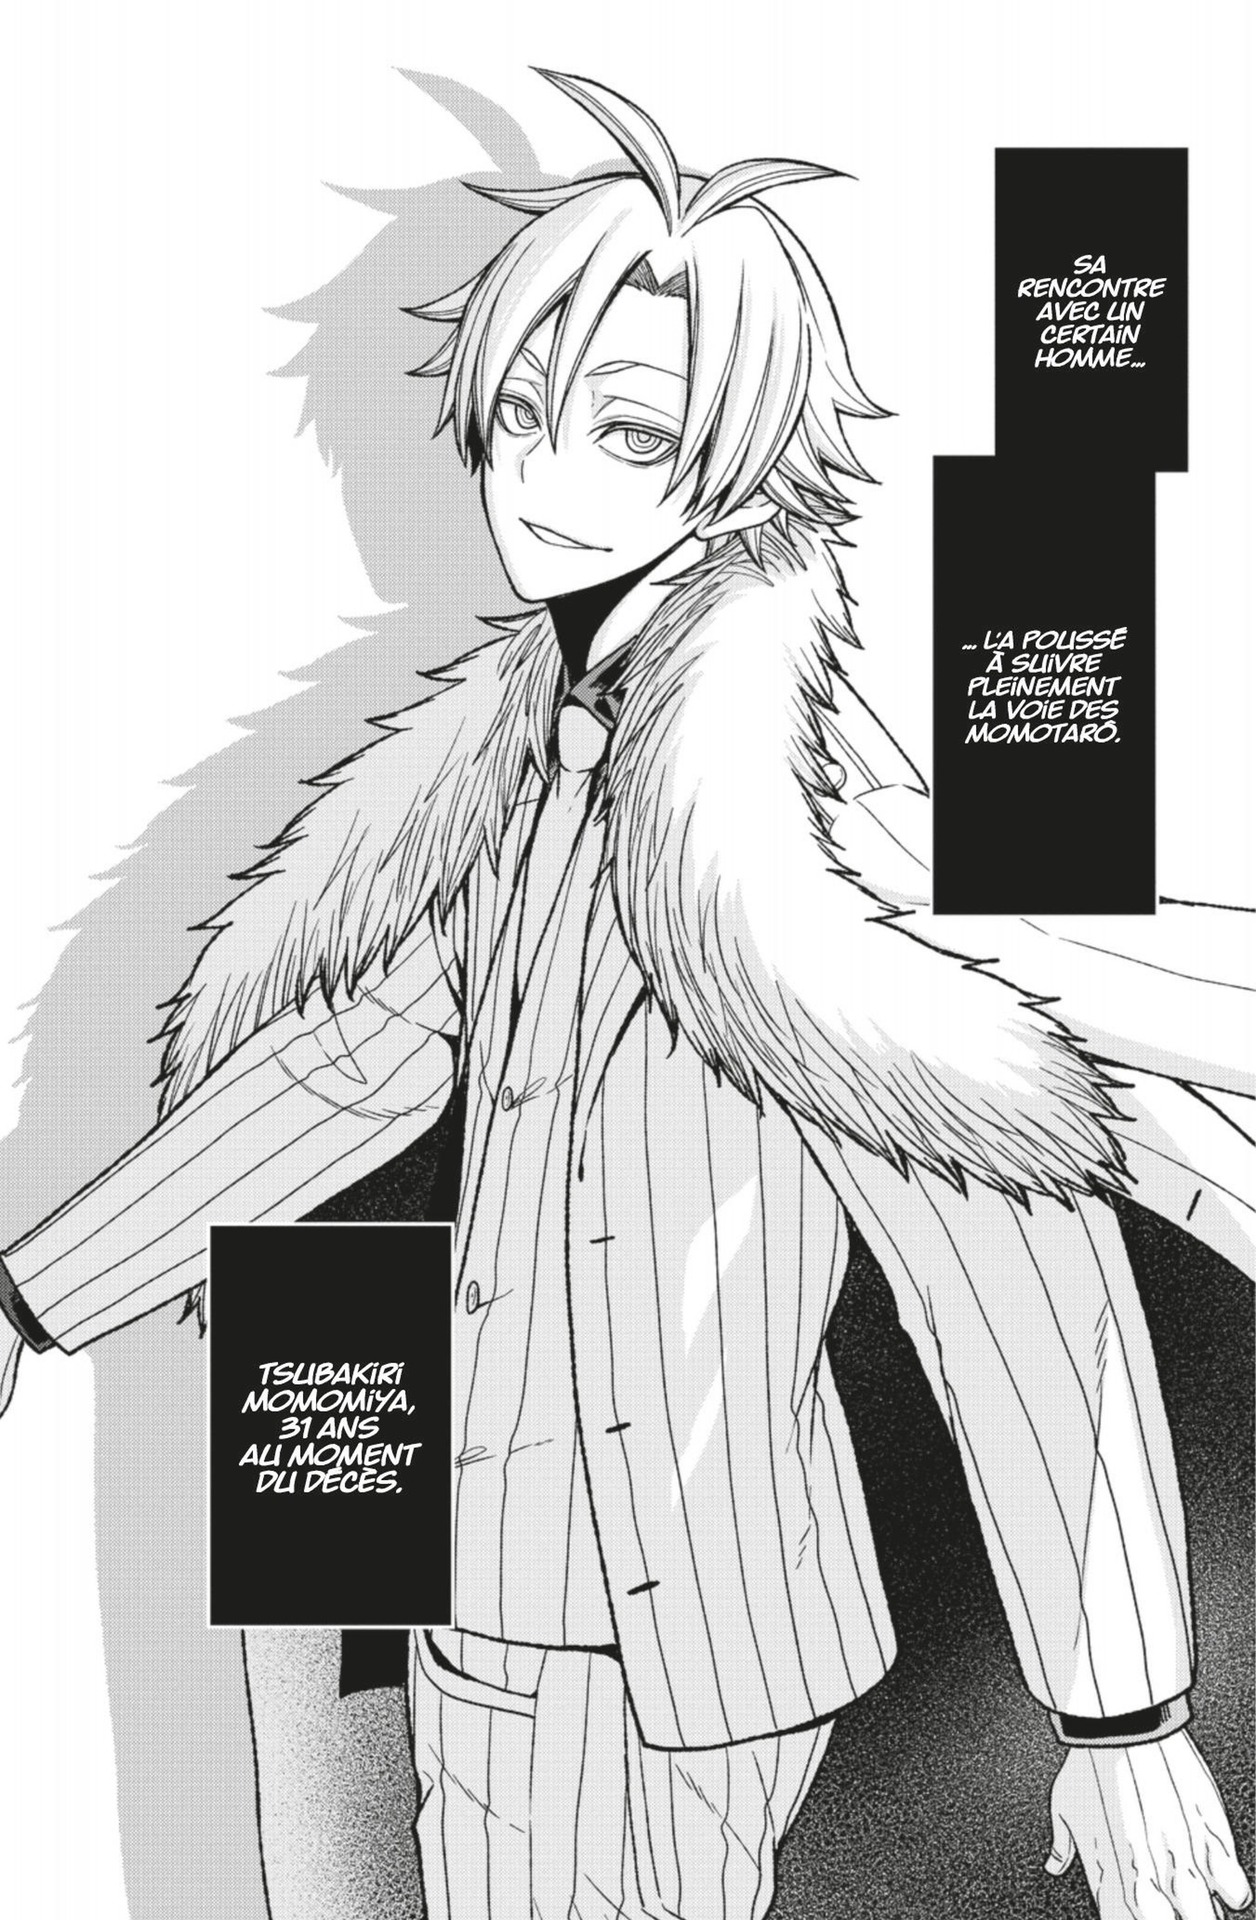 SA
RENCONTRE
AVEC UN
CERTAIN
HOMME...
... L'A POUSSÉ
À SUIVRE
PLEINEMENT
LA VOIE DES
MOMOTARÔ.
TSUBAKIRI
MOMOMIYA,
31 ANS
AU MOMENT
DU DÉCÈS.